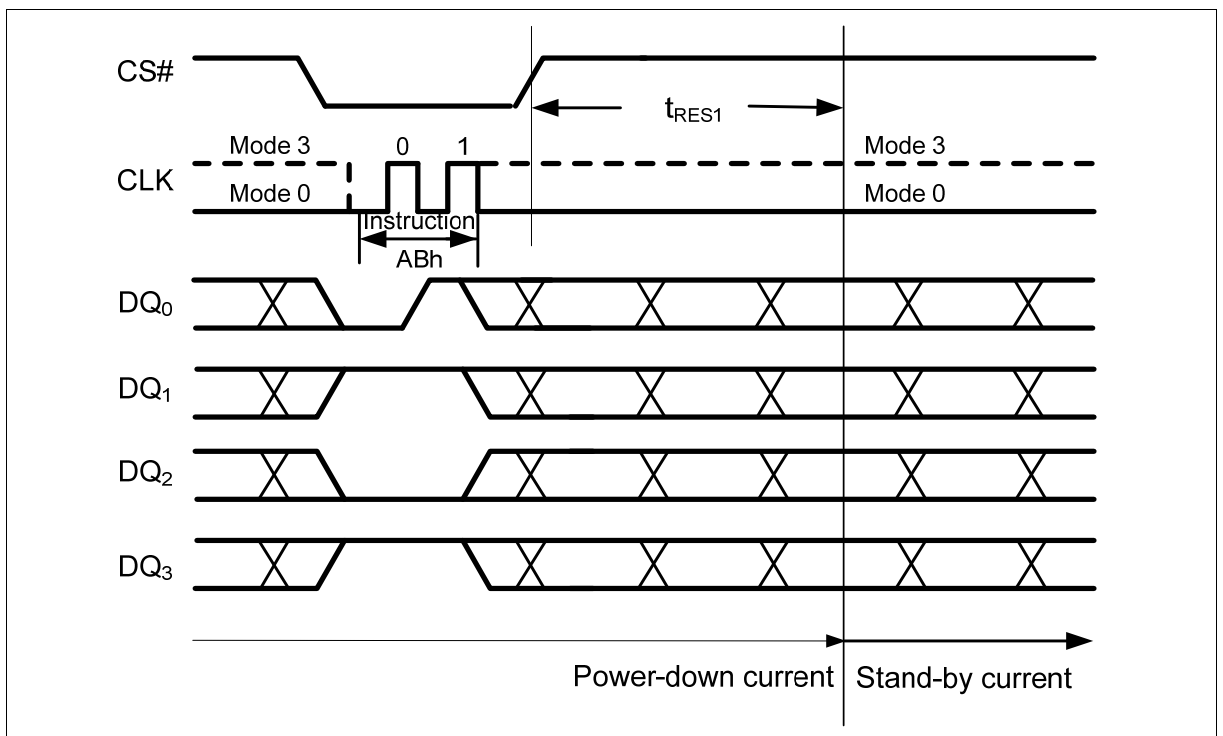 CS#
tRES1
Mode 3
0
1
Mode 3
CLK
Mode 0
Mode 0
Instruction
ABh
DQ0
DQ1
DQ2
DQ3
Power-down current
Stand-by current